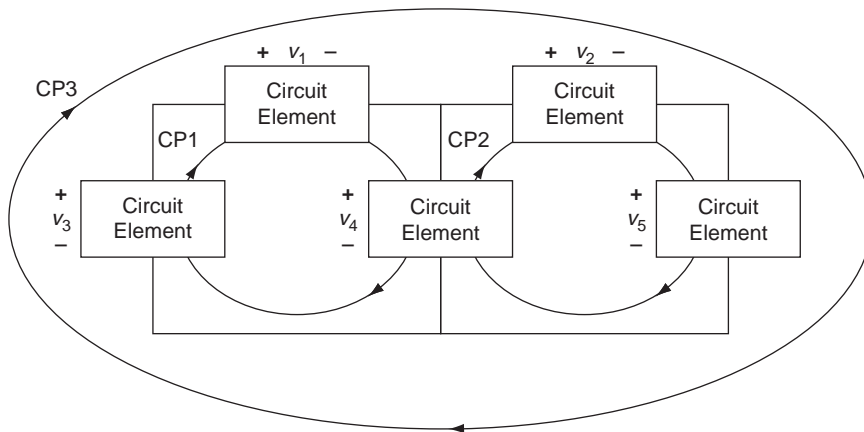 + v1 –
+ v2 –
Circuit
Element
Circuit
Element
CP3
CP1
CP2
+
v3
–
Circuit
Element
+
v4
–
Circuit
Element
+
v5
–
Circuit
Element